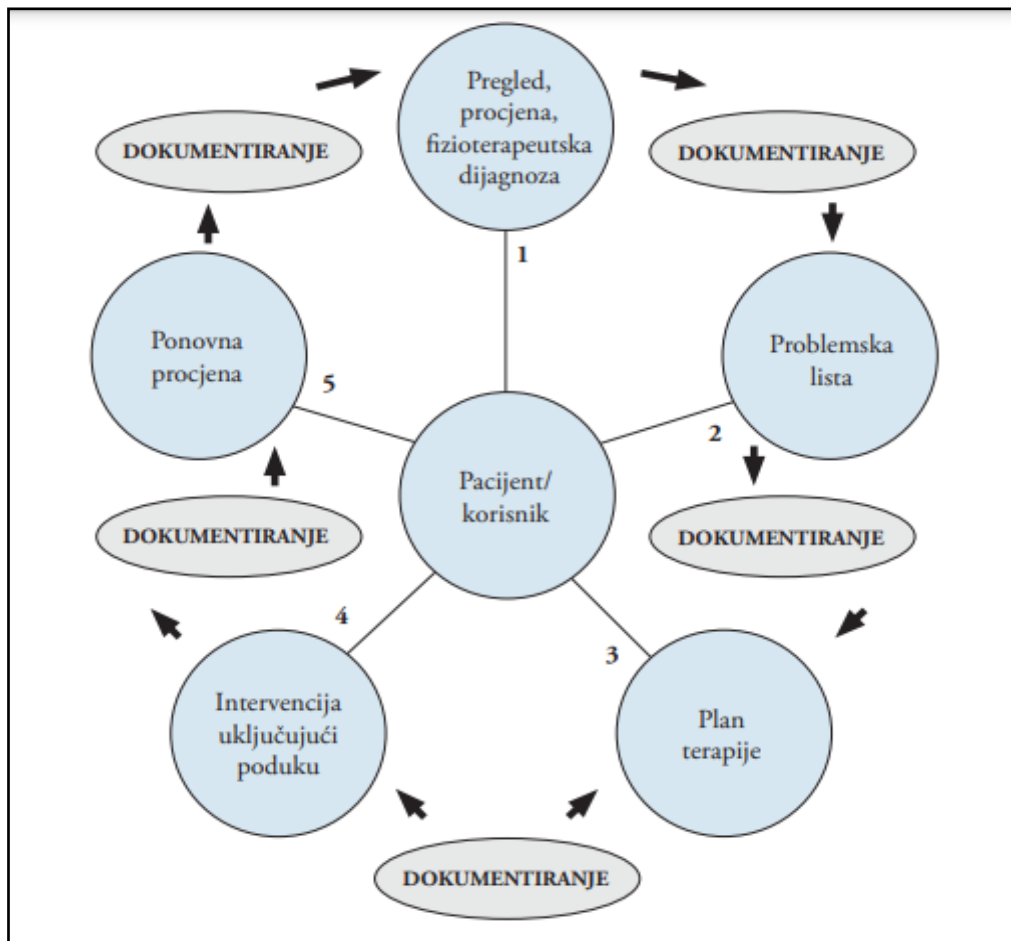 Pregled,
procjena,
fizioterapeutska
dijagnoza
DOKUMENTIRANJE
DOKUMENTIRANJE
1
Ponovna
procjena
5
Problemska
lista
2
Pacijent/
korisnik
DOKUMENTIRANJE
DOKUMENTIRANJE
4
3
Intervencija
uključujući
poduku
Plan
terapije
DOKUMENTIRANJE